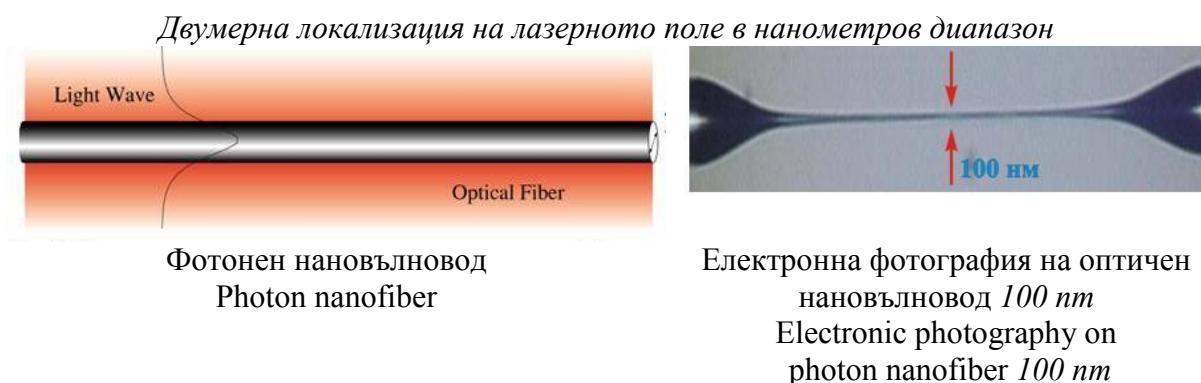 Двумерна локализация на лазерното поле в нанометров диапазон
Light Wave
Optical Fiber
100 нм
Фотонен нановълновод
Photon nanofiber
Електронна фотография на оптичен
нановълновод 100 nm
Electronic photography on
photon nanofiber 100 nm